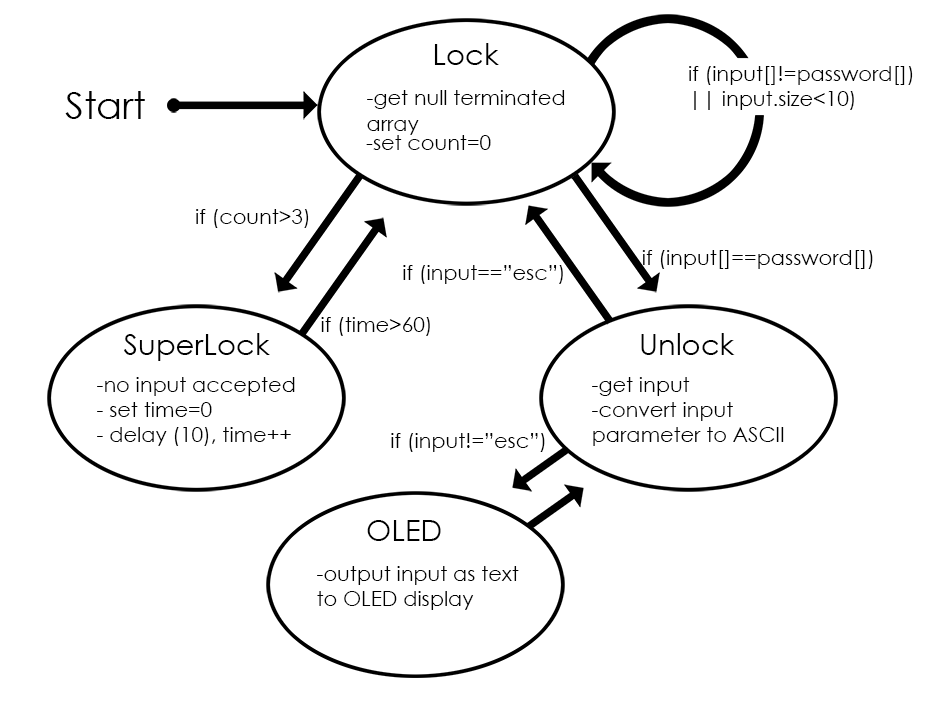 Lock
-get null terminated
array
-set count=0
Start
if (input[]!=password[])
|| input.size<10)
if (count>3)
if (time>60)
if (input==”esc”)
if (input[]==password[])
SuperLock
-no input accepted
- set time=0
- delay (10), time++
Unlock
-get input
-convert input
parameter to ASCII
if (input!=”esc”)
OLED
-output input as text
to OLED display